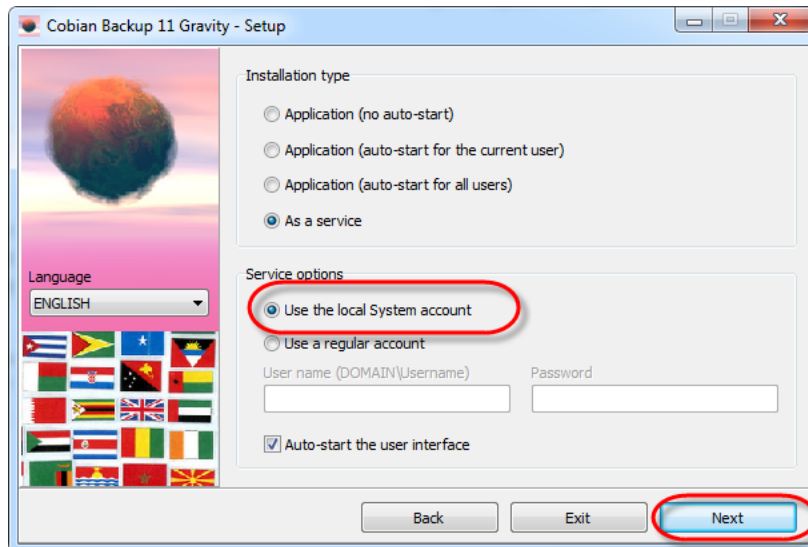 Cobian Backup 11 Gravity - Setup
Installation type
Application (no auto-start)
Application (auto-start for the current user)
Application (auto-start for all users)
As a service
Language
ENGLISH
Service options
Use the local System account
Use a regular account
User name (DOMAIN\Username) Password
Auto-start the user interface
Back Exit Next